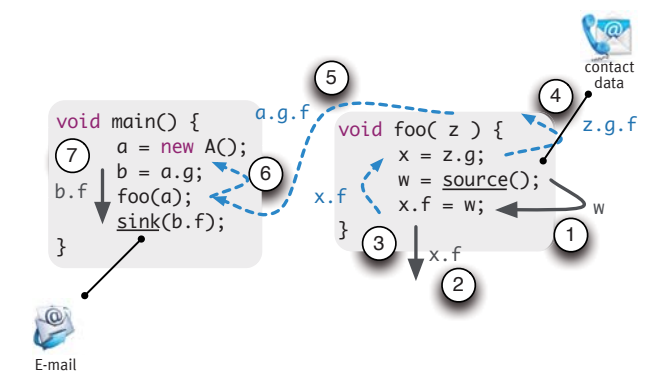 contact
data
5
4
a.g.f
z.g.f
void main() {
a = new A();
b = a.g;
foo(a);
sink(b.f);
}
7
b.f
6
void foo( z ) {
x = z.g;
w = source();
x.f = w;
}
x.f
3
w
1
x.f
2
E-mail